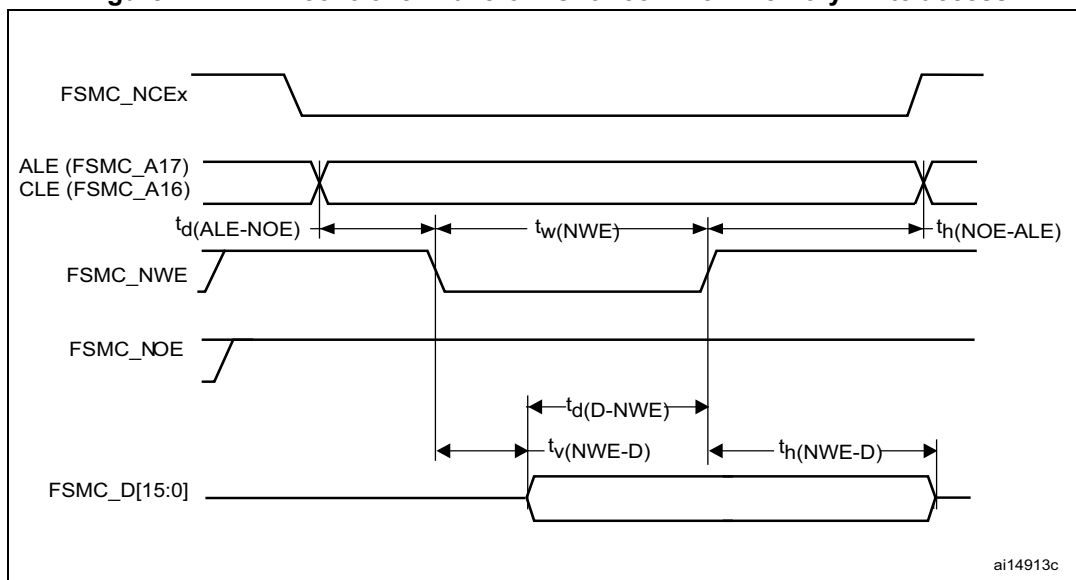 FSMC_NCEx
ALE (FSMC_A17)
CLE (FSMC_A16)
td(ALE-NOE)
tw(NWE)
th(NOE-ALE)
FSMC_NWE
FSMC_NOE
td(D-NWE)
tv(NWE-D)
th(NWE-D)
FSMC_D[15:0]
ai14913c